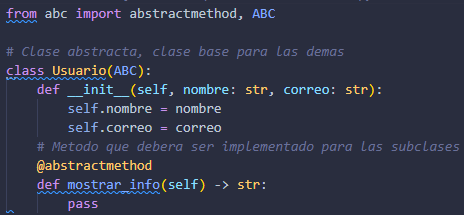 from abc import abstractmethod, ABC
# Clase abstracta, clase base para las demas
class Usuario(ABC):
def __init__(self, nombre: str, correo: str):
self.nombre = nombre
self.correo = correo
# Metodo que debera ser implementado para las subclases
@abstractmethod
def mostrar_info(self) -> str:
pass